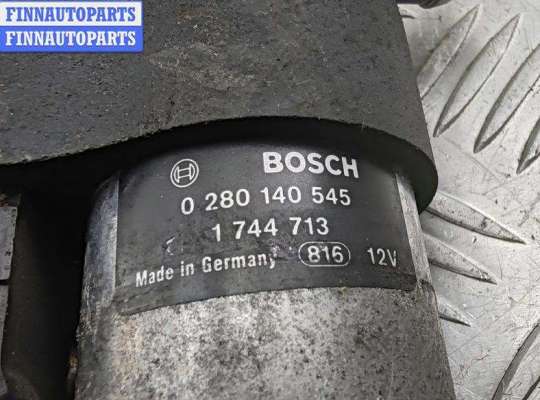 FINNAUTOPARTS
FINNAUTOPARTS
BOSCH
0 280 140 545
1 744 713
Made in Germany 816 12V